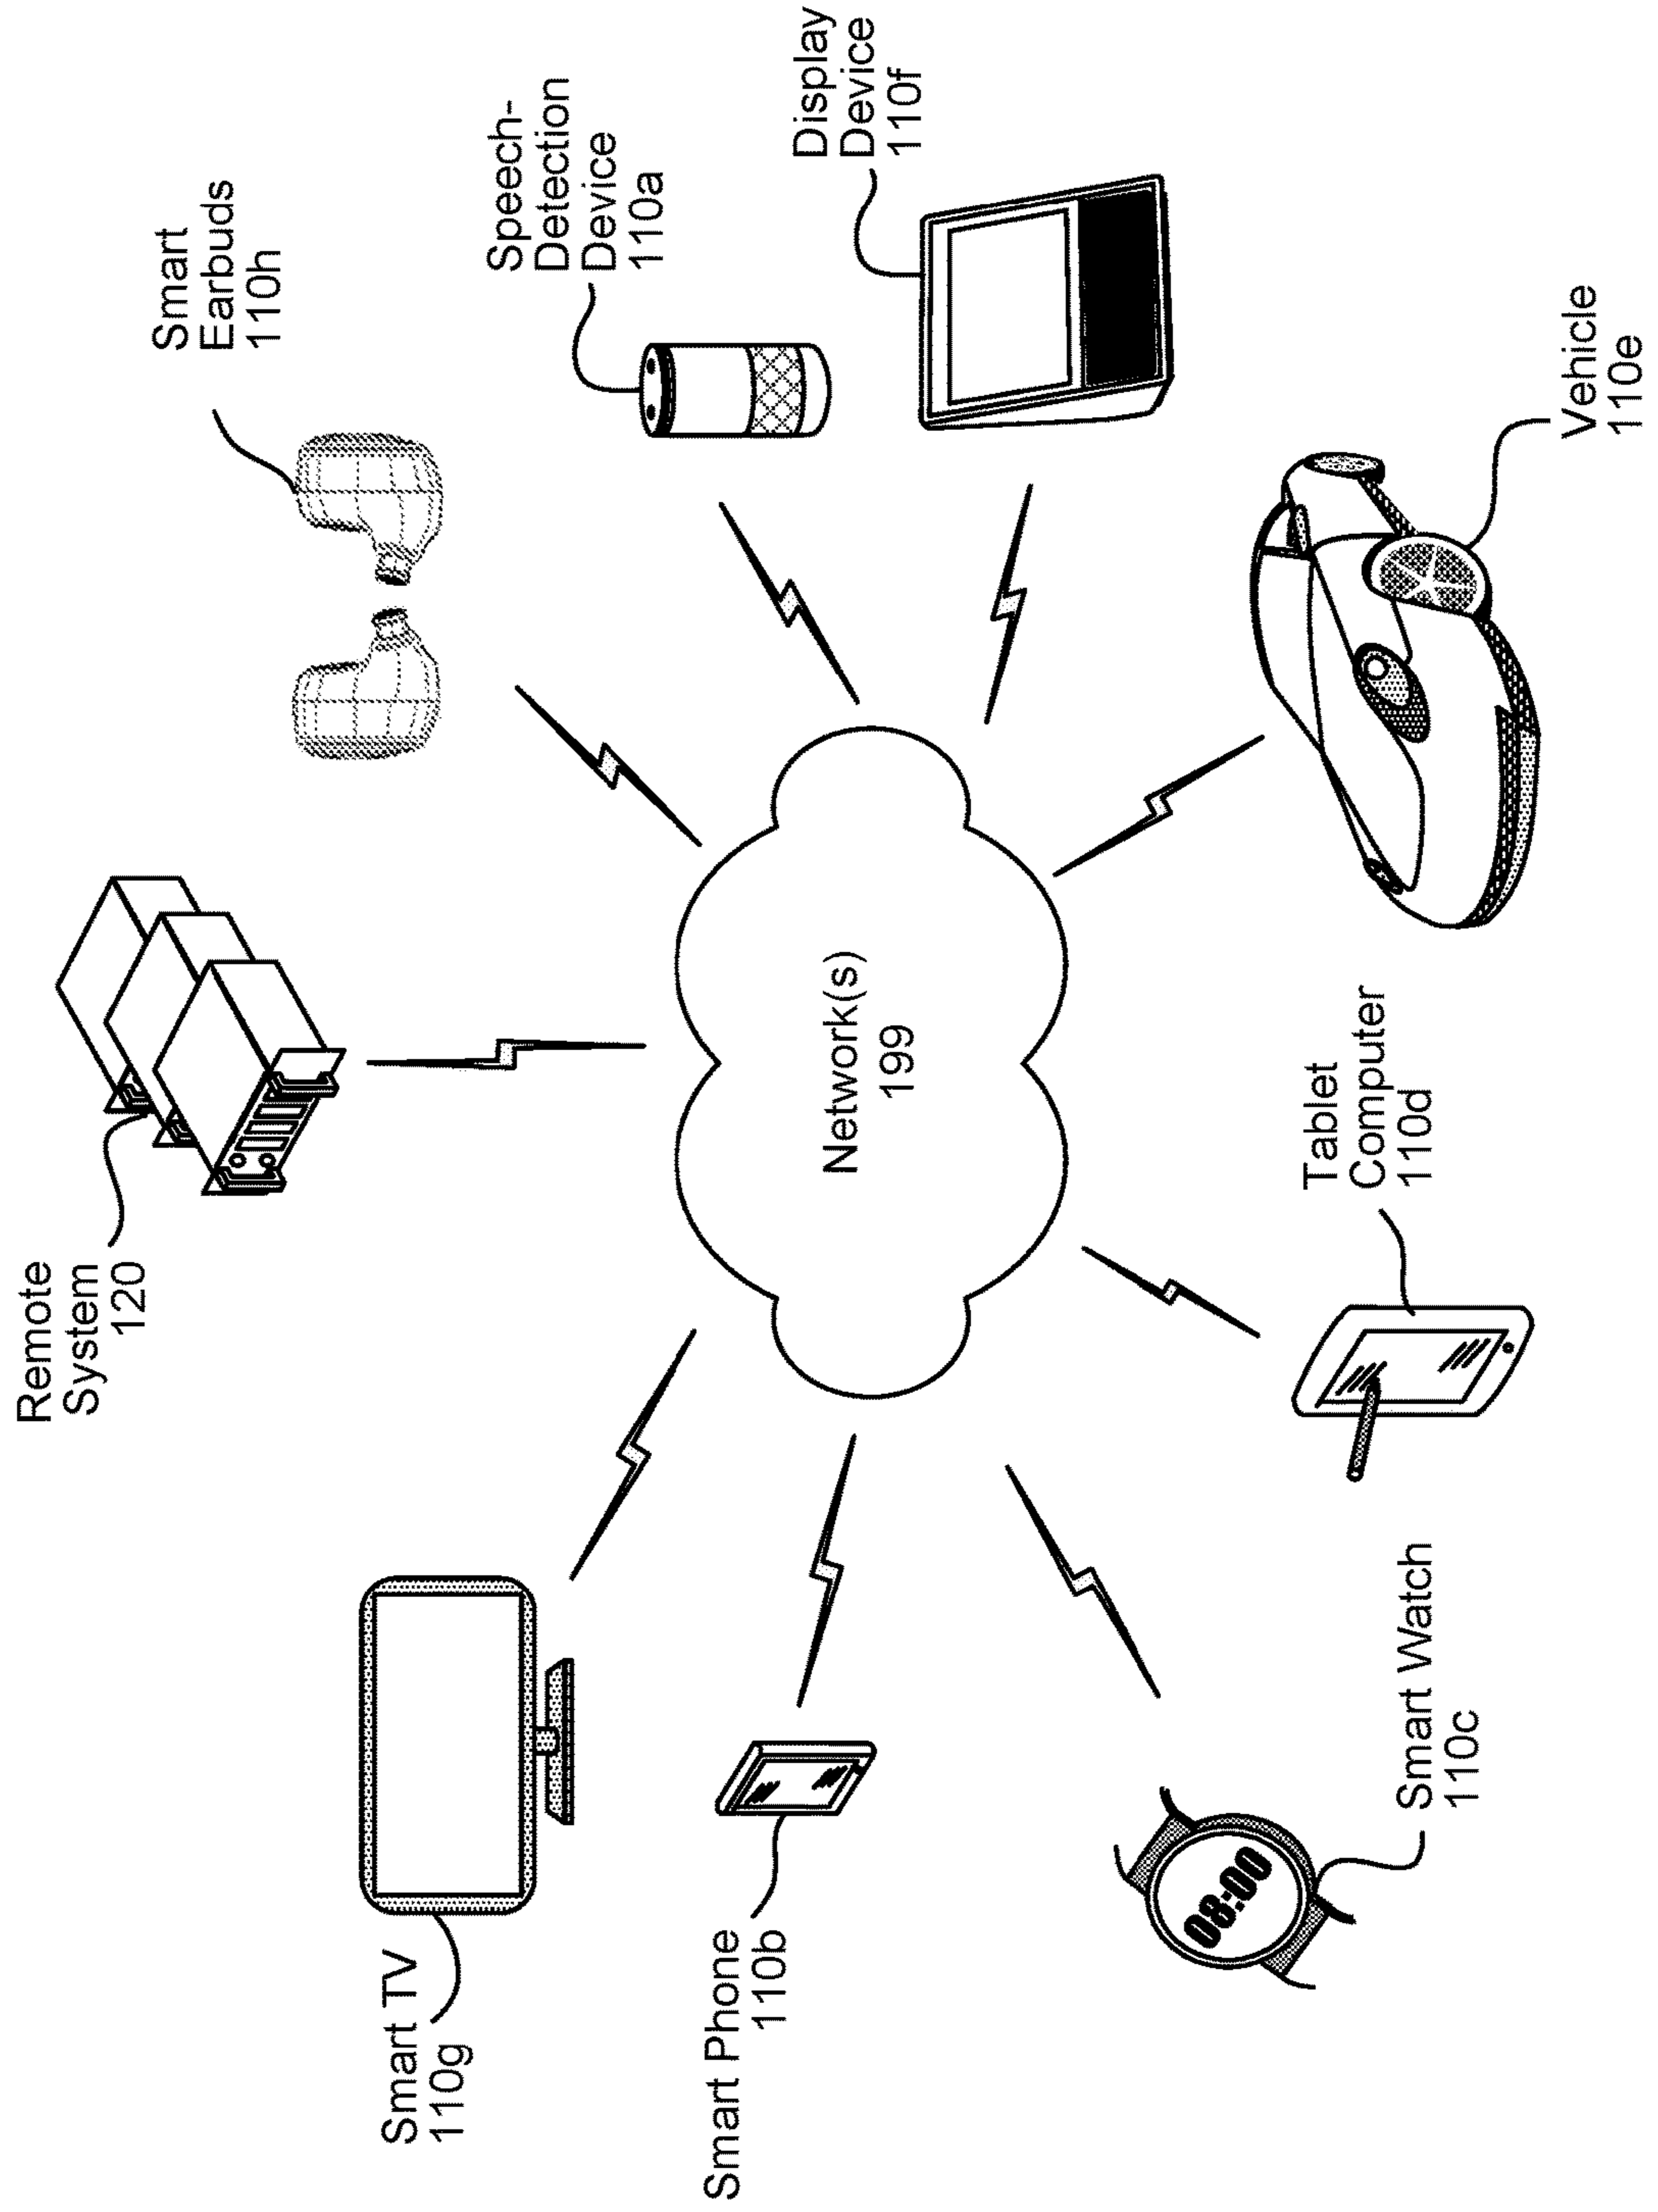 Remote
System
120
Smart
Earbuds
110h
Smart TV
110g
Speech-
Detection
Device
110a
Smart Phone
110b
Network(s)
199
Display
Device
110f
08:00
Smart Watch
110c
Tablet
Computer
110d
Vehicle
110e